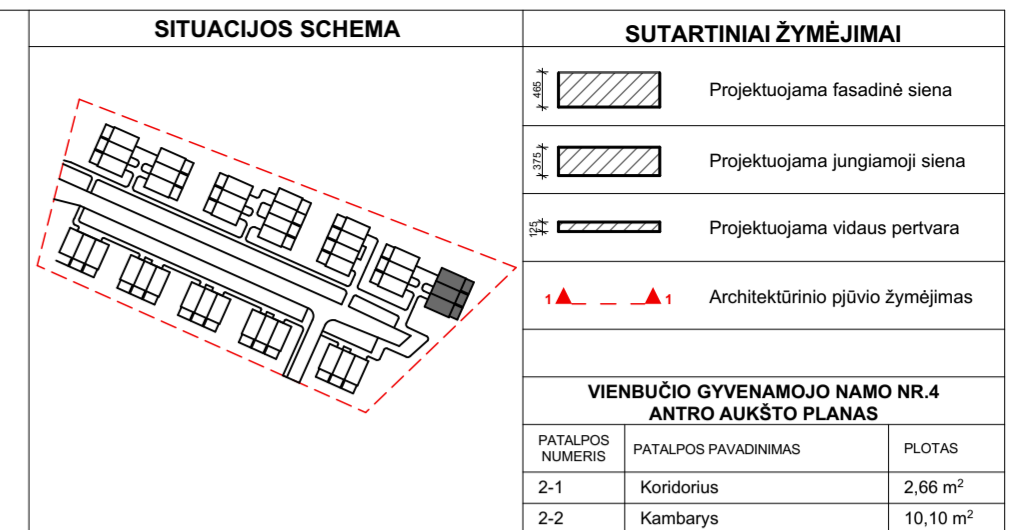 SITUACIJOS SCHEMA
SUTARTINIAI ŽYMĖJIMAI
465
Projektuojama fasadinė siena
375
Projektuojama jungiamoji siena
125
Projektuojama vidaus pertvara
1 1 Architektūrinio pjūvio žymėjimas
VIENBUČIO GYVENAMOJO NAMO NR.4
ANTRO AUKŠTO PLANAS
PATALPOS NUMERIS PATALPOS PAVADINIMAS PLOTAS
2-1 Koridorius 2,66 m²
2-2 Kambarys 10,10 m²